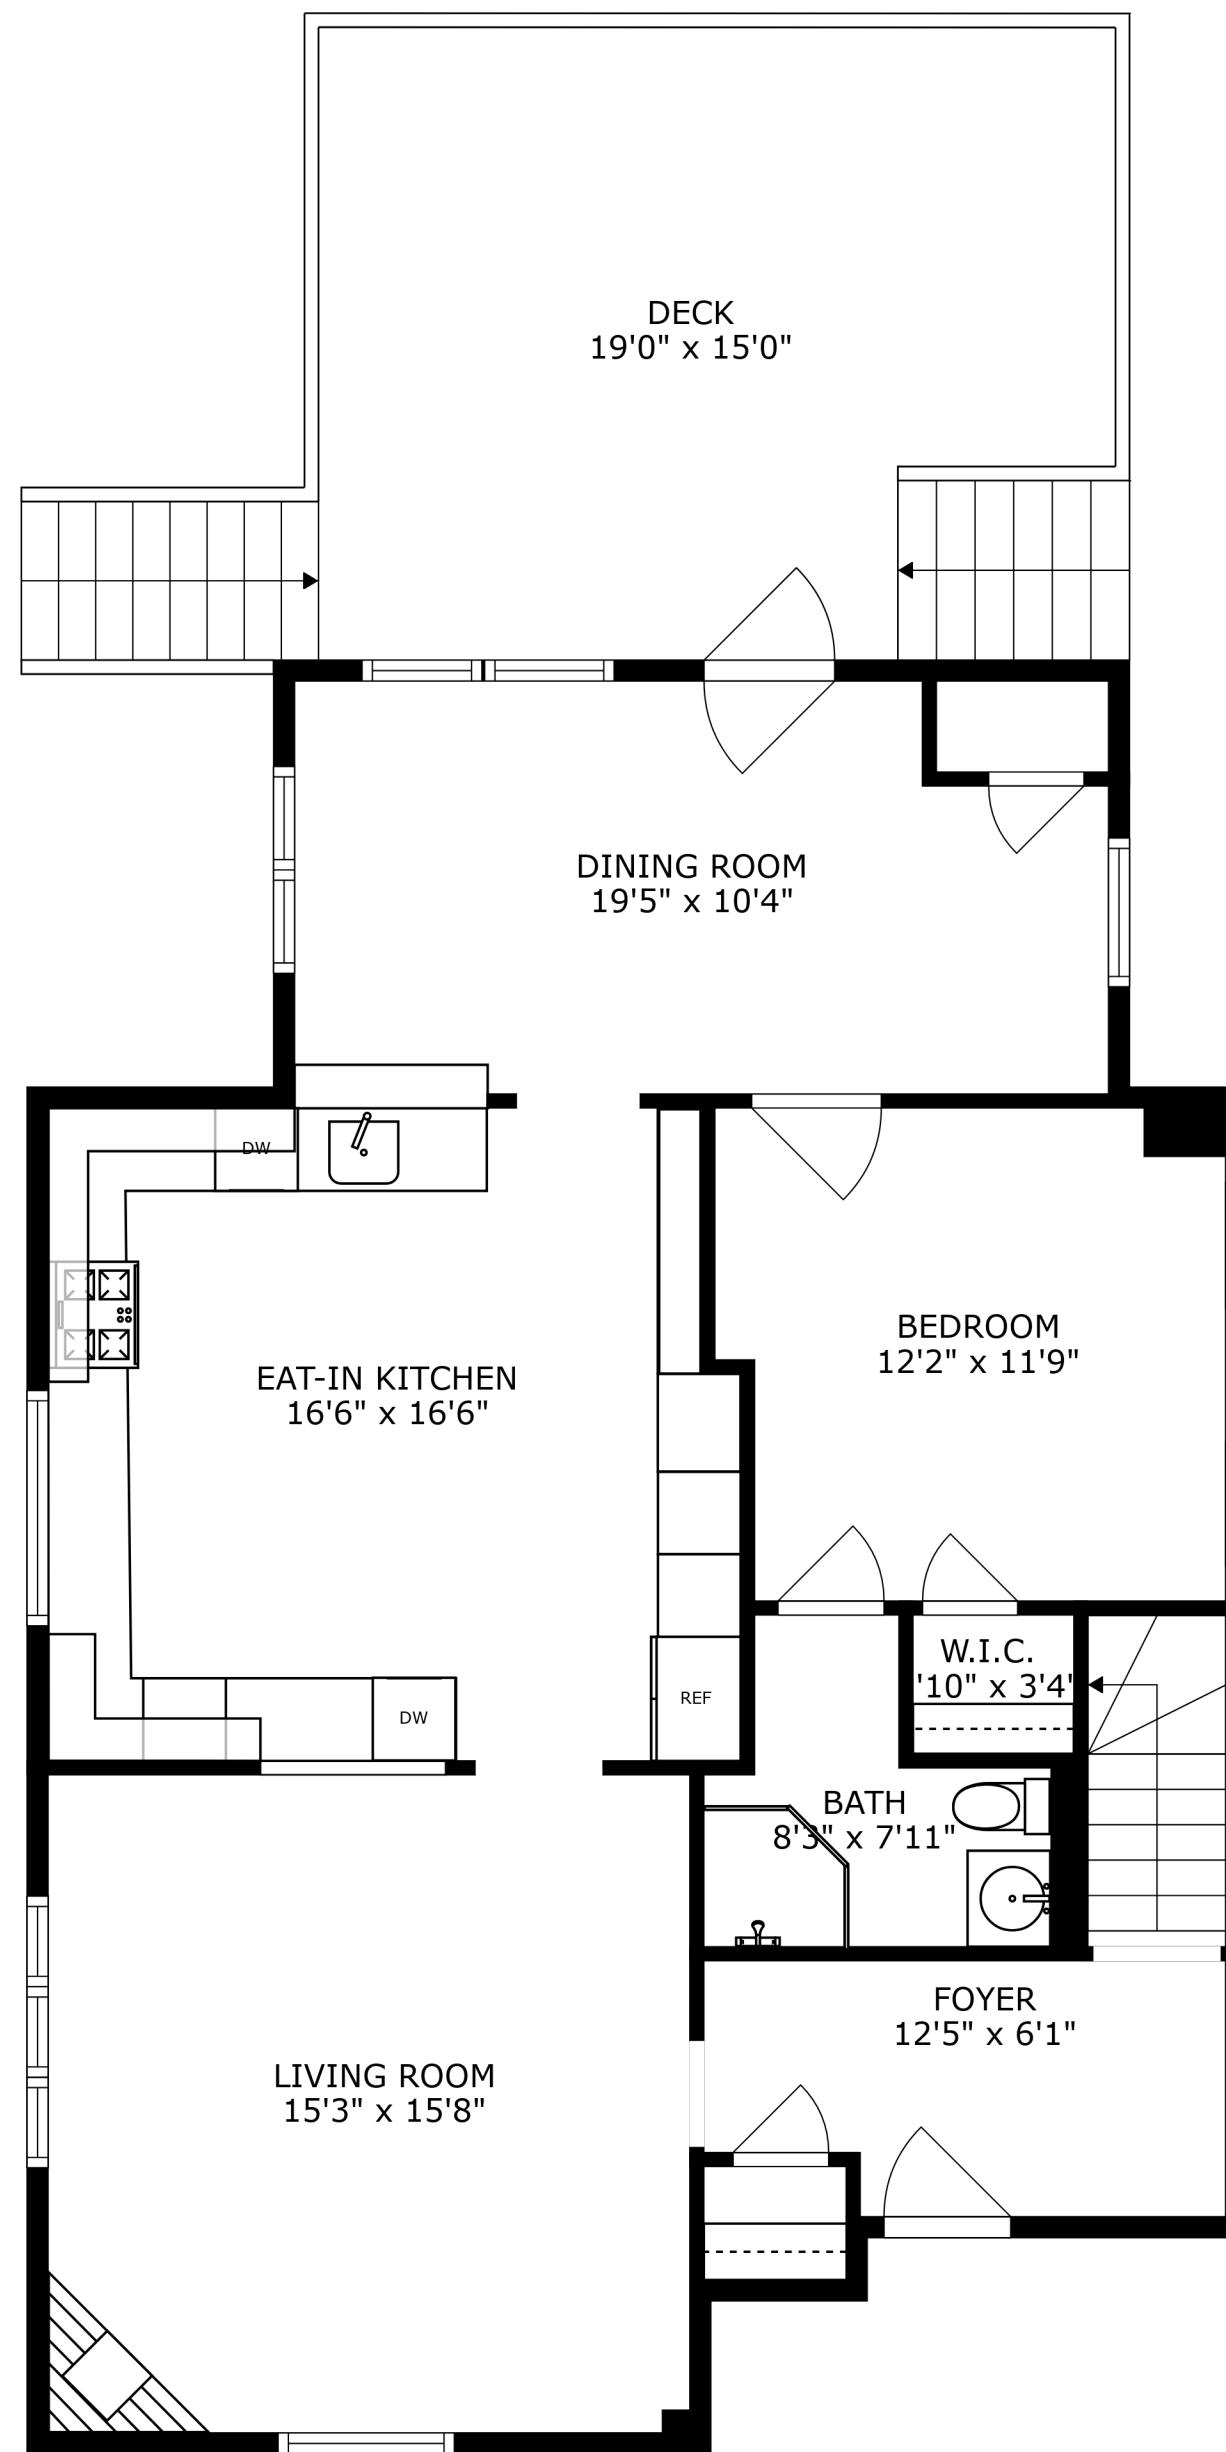 DECK
19'0" x 15'0"
DINING ROOM
19'5" x 10'4"
DW
EAT-IN KITCHEN
16'6" x 16'6"
BEDROOM
12'2" x 11'9"
W.I.C.
'10" x 3'4"
REF
DW
BATH
8'3" x 7'11"
FOYER
12'5" x 6'1"
LIVING ROOM
15'3" x 15'8"